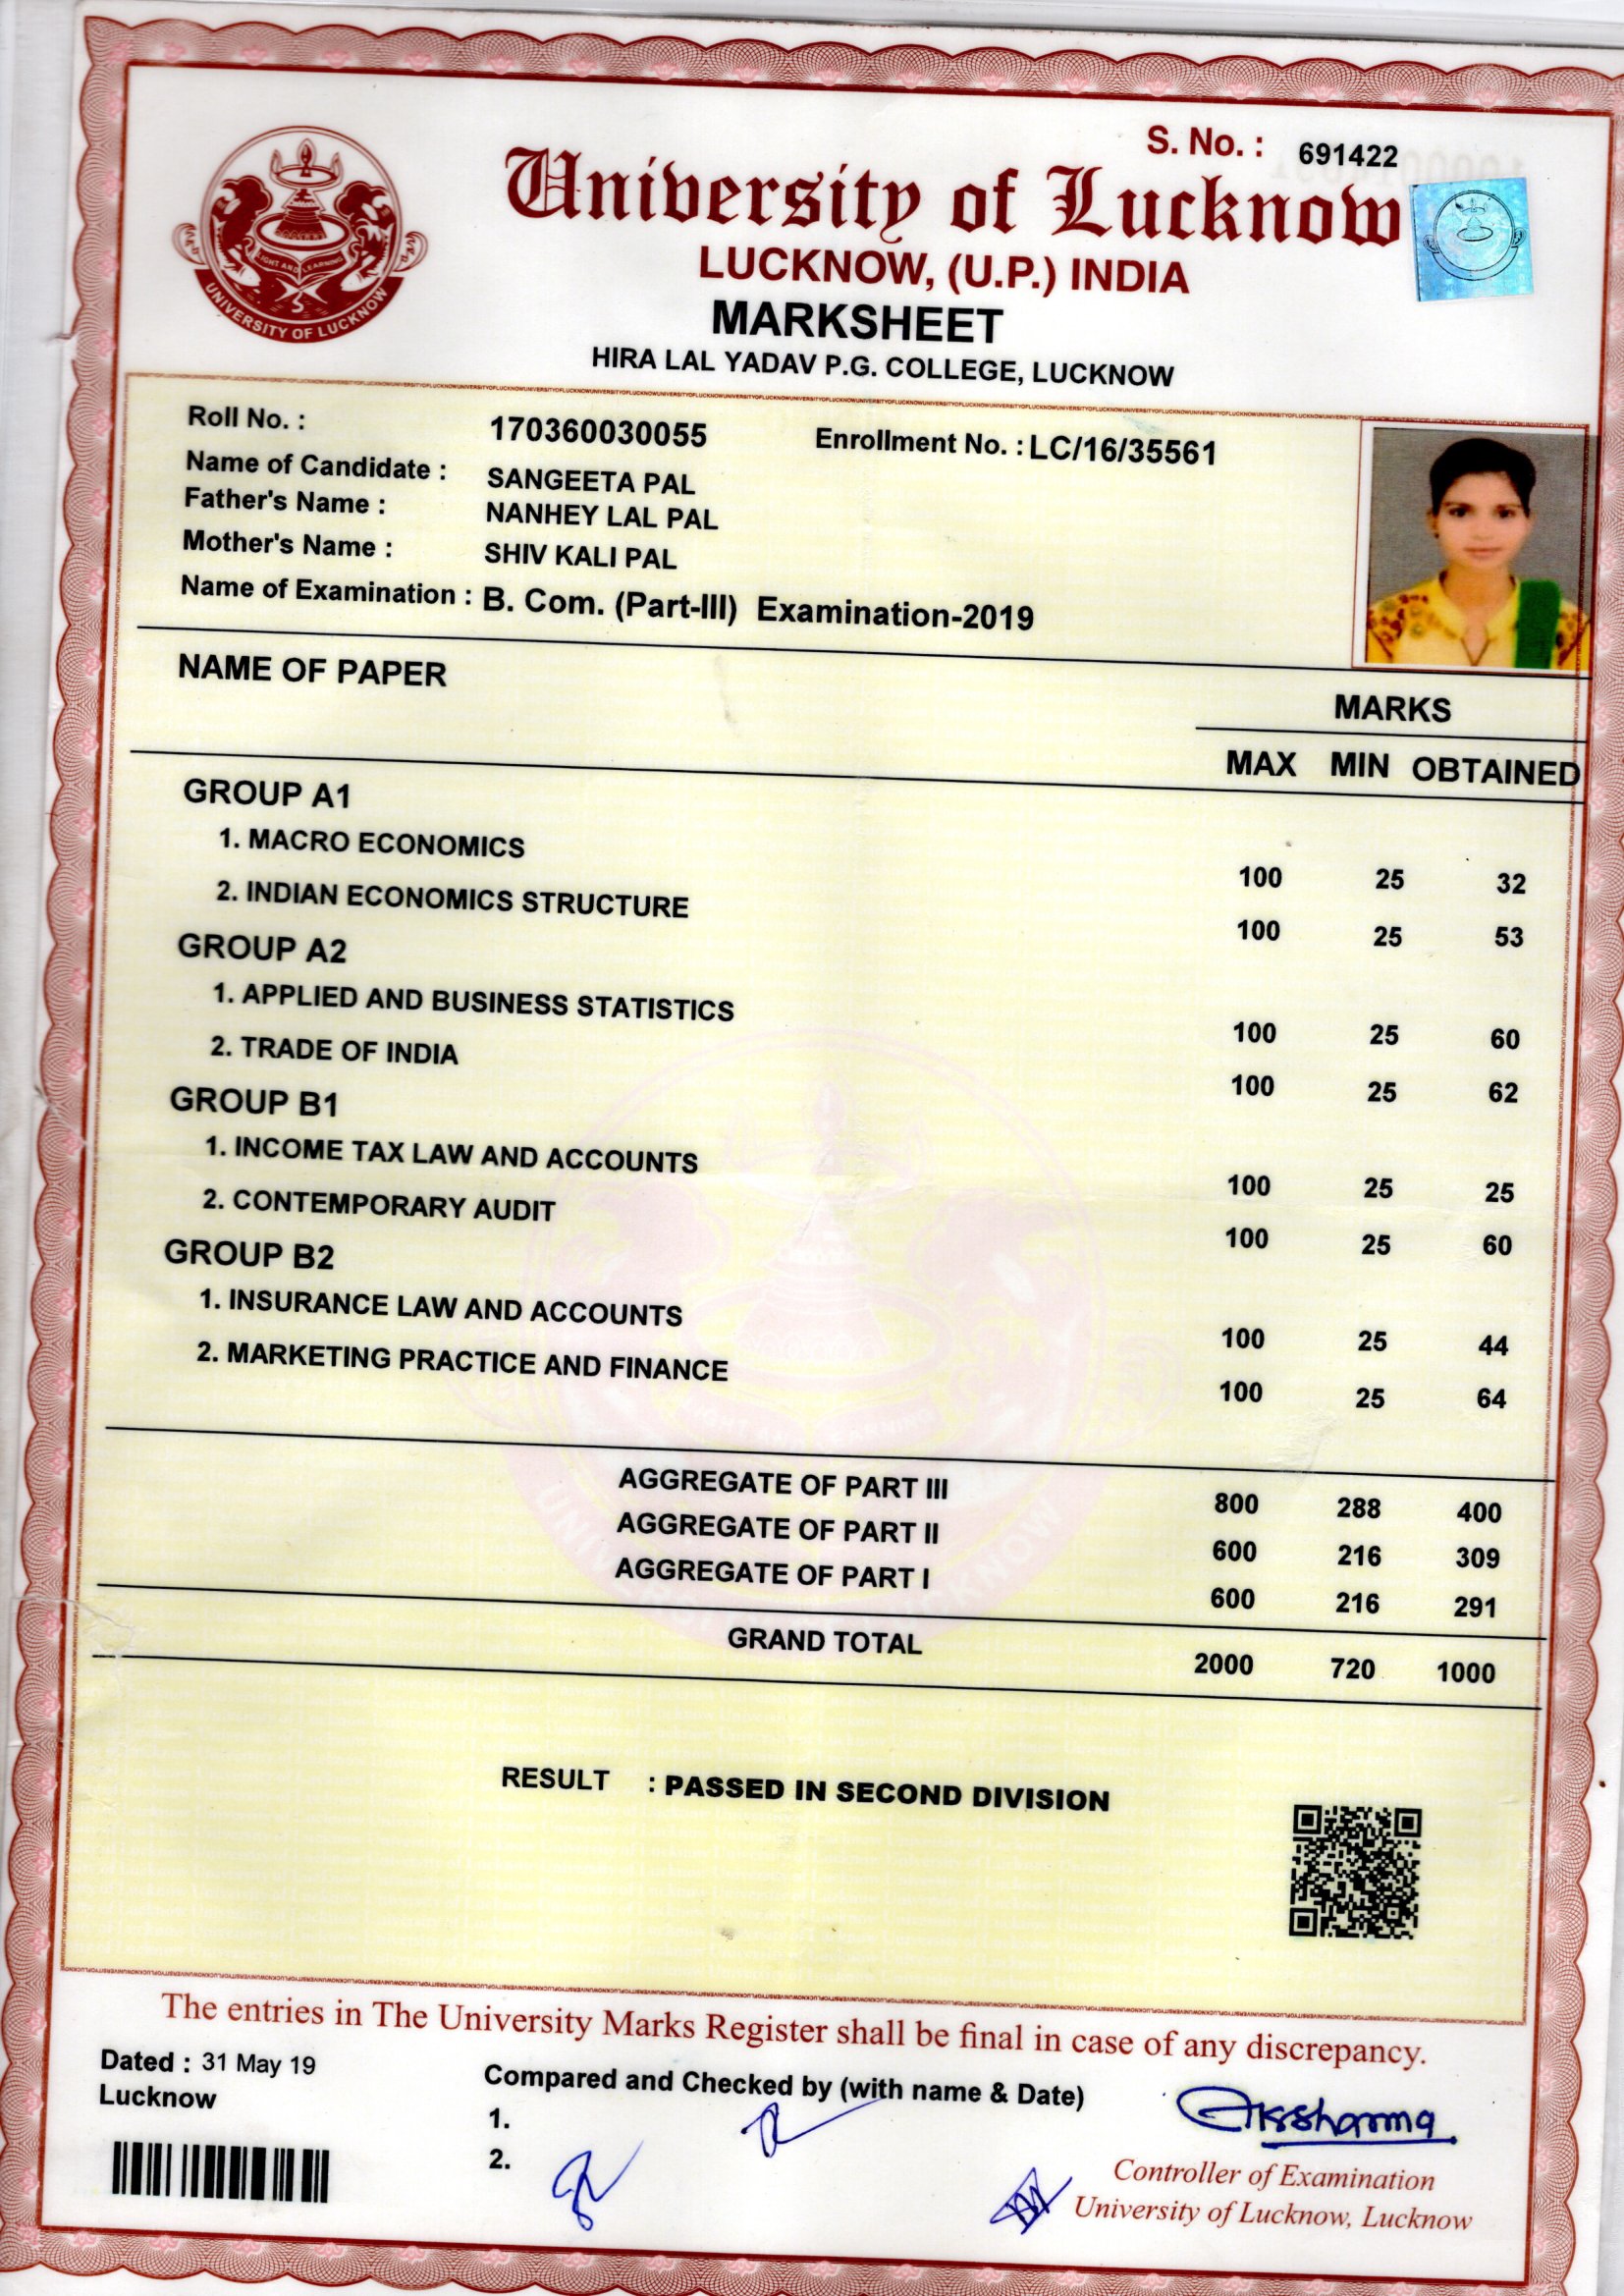 S. No. : 691422
University of Lucknow
LUCKNOW, (U.P.) INDIA
MARKSHEET
HIRA LAL YADAV P.G. COLLEGE, LUCKNOW
LIGHT AND LEARNING
UNIVERSITY OF LUCKNOW
Roll No. : 170360030055 Enrollment No. : LC/16/35561
Name of Candidate : SANGEETA PAL
Father's Name : NANHEY LAL PAL
Mother's Name : SHIV KALI PAL
Name of Examination : B. Com. (Part-III) Examination-2019
NAME OF PAPER
MARKS
MAX MIN OBTAINED
GROUP A1
1. MACRO ECONOMICS 100 25 32
2. INDIAN ECONOMICS STRUCTURE 100 25 53
GROUP A2
1. APPLIED AND BUSINESS STATISTICS 100 25 60
2. TRADE OF INDIA 100 25 62
GROUP B1
1. INCOME TAX LAW AND ACCOUNTS 100 25 25
2. CONTEMPORARY AUDIT 100 25 60
GROUP B2
1. INSURANCE LAW AND ACCOUNTS 100 25 44
2. MARKETING PRACTICE AND FINANCE 100 25 64
AGGREGATE OF PART III 800 288 400
AGGREGATE OF PART II 600 216 309
AGGREGATE OF PART I 600 216 291
GRAND TOTAL 2000 720 1000
RESULT : PASSED IN SECOND DIVISION
The entries in The University Marks Register shall be final in case of any discrepancy.
Dated : 31 May 19
Lucknow
Compared and Checked by (with name & Date)
1.
2.
Controller of Examination
University of Lucknow, Lucknow